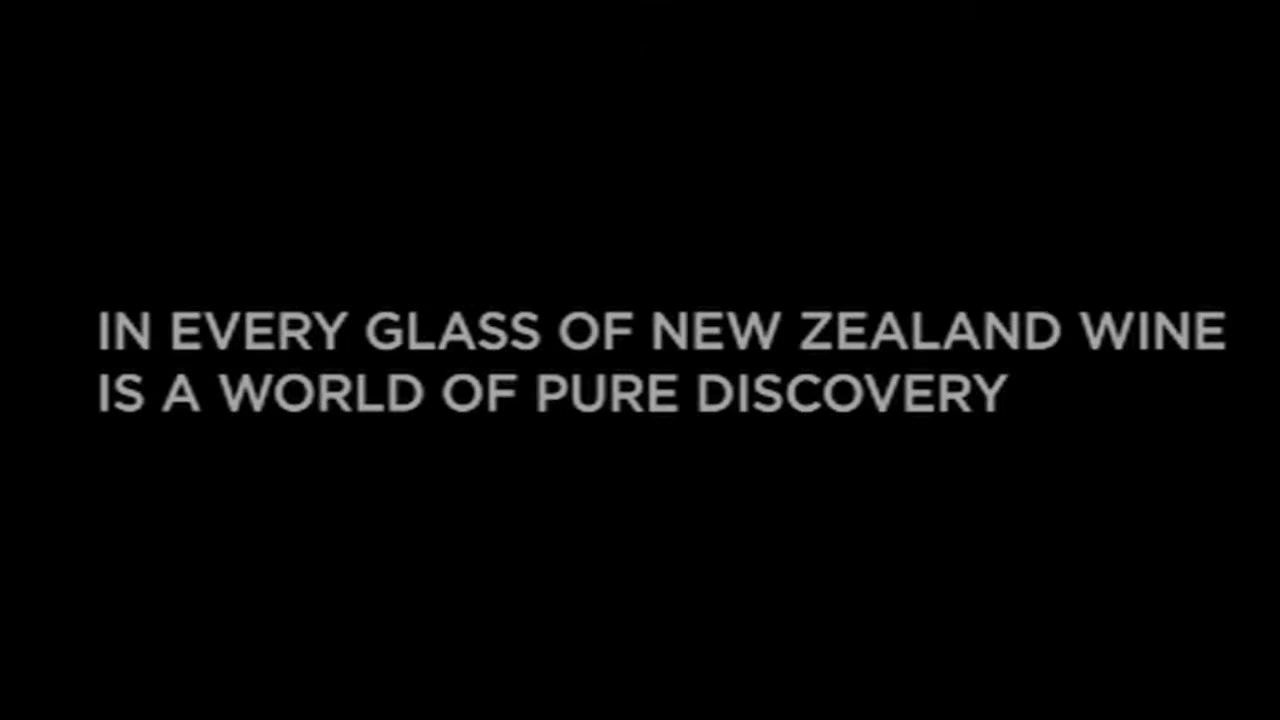 IN EVERY GLASS OF NEW ZEALAND WINE
IS A WORLD OF PURE DISCOVERY